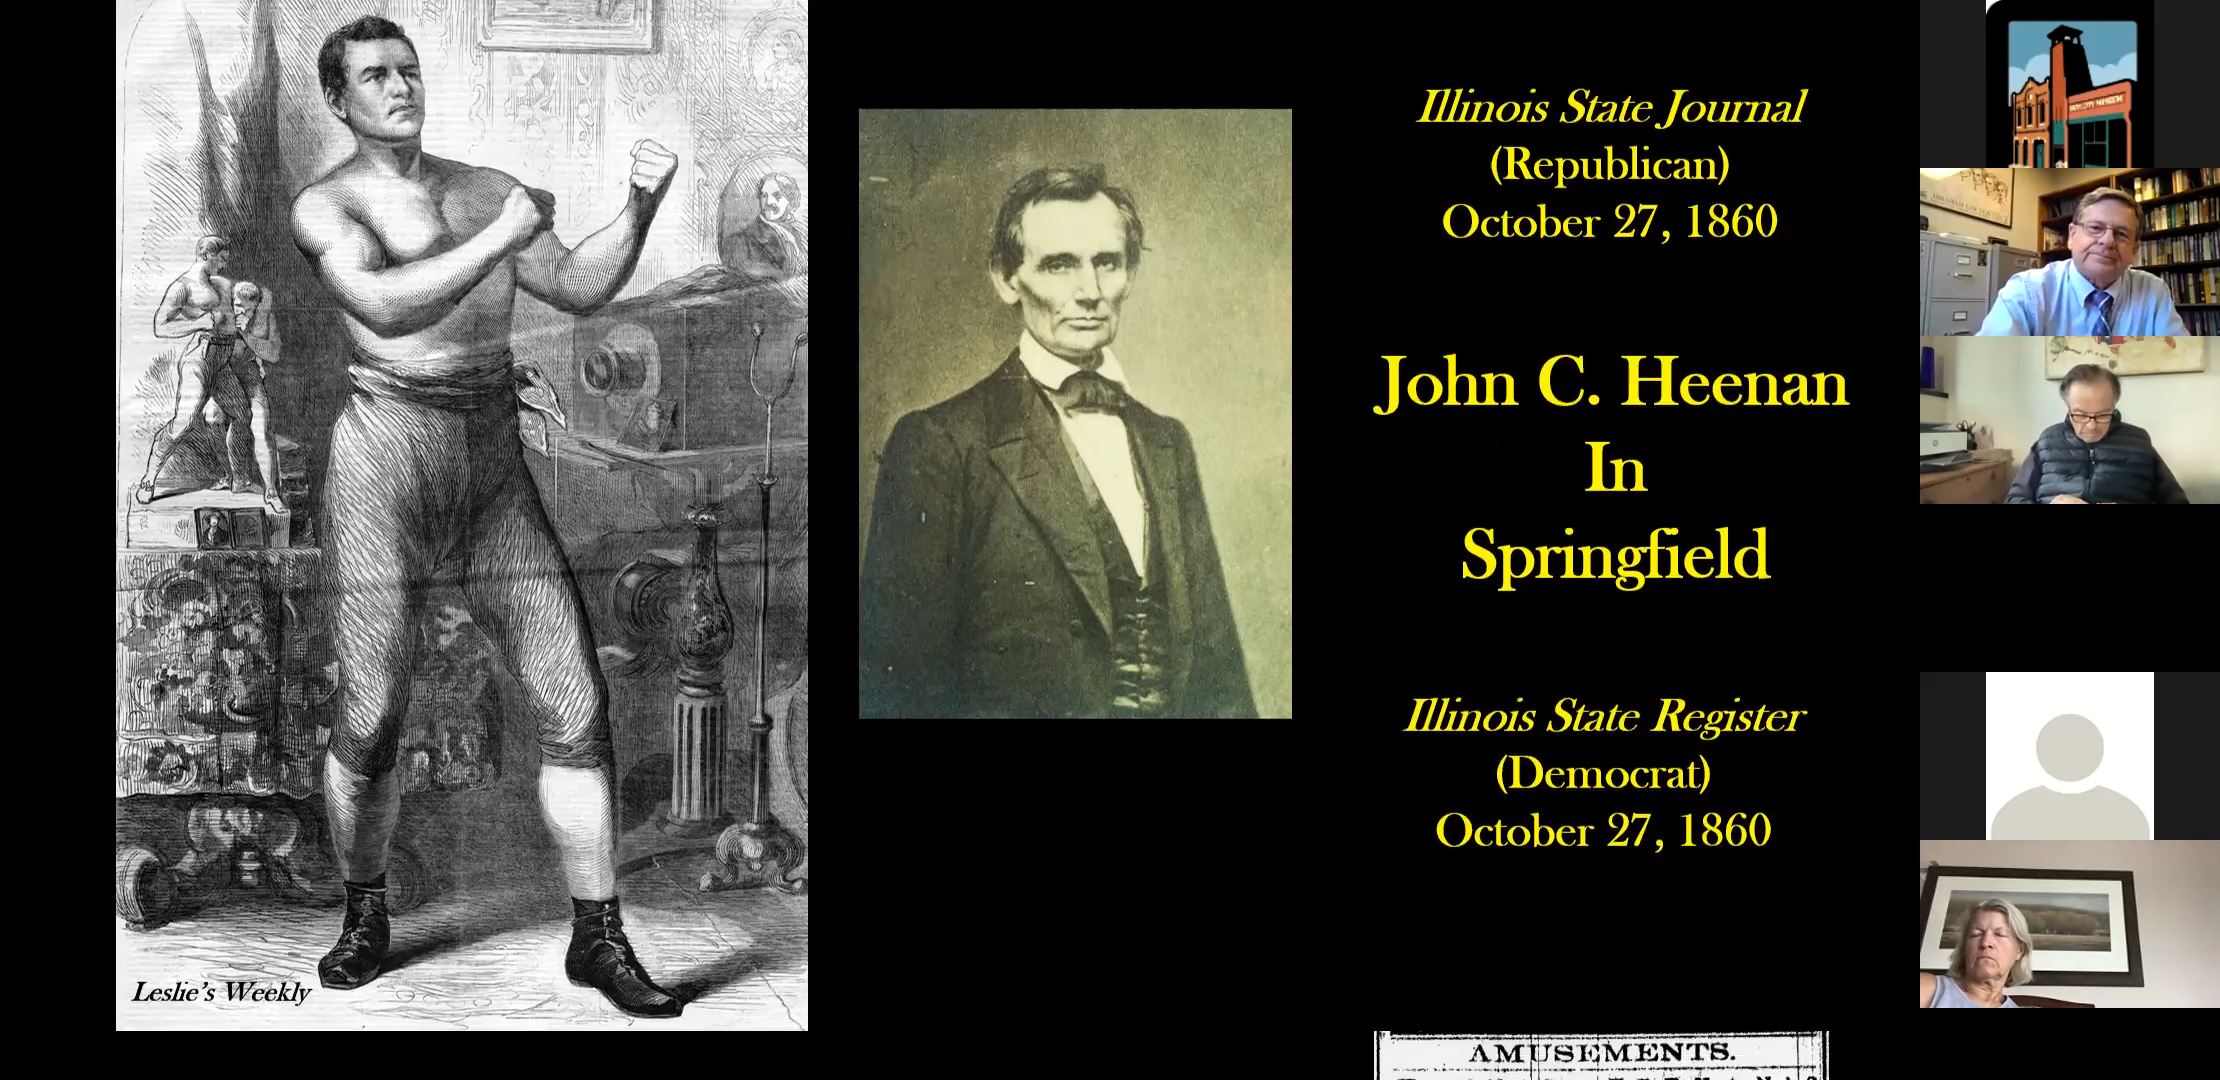 Illinois State Journal
(Republican)
October 27, 1860
John C. Heenan
In
Springfield
Illinois State Register
(Democrat)
October 27, 1860
Leslie's Weekly
AMUSEMENTS.